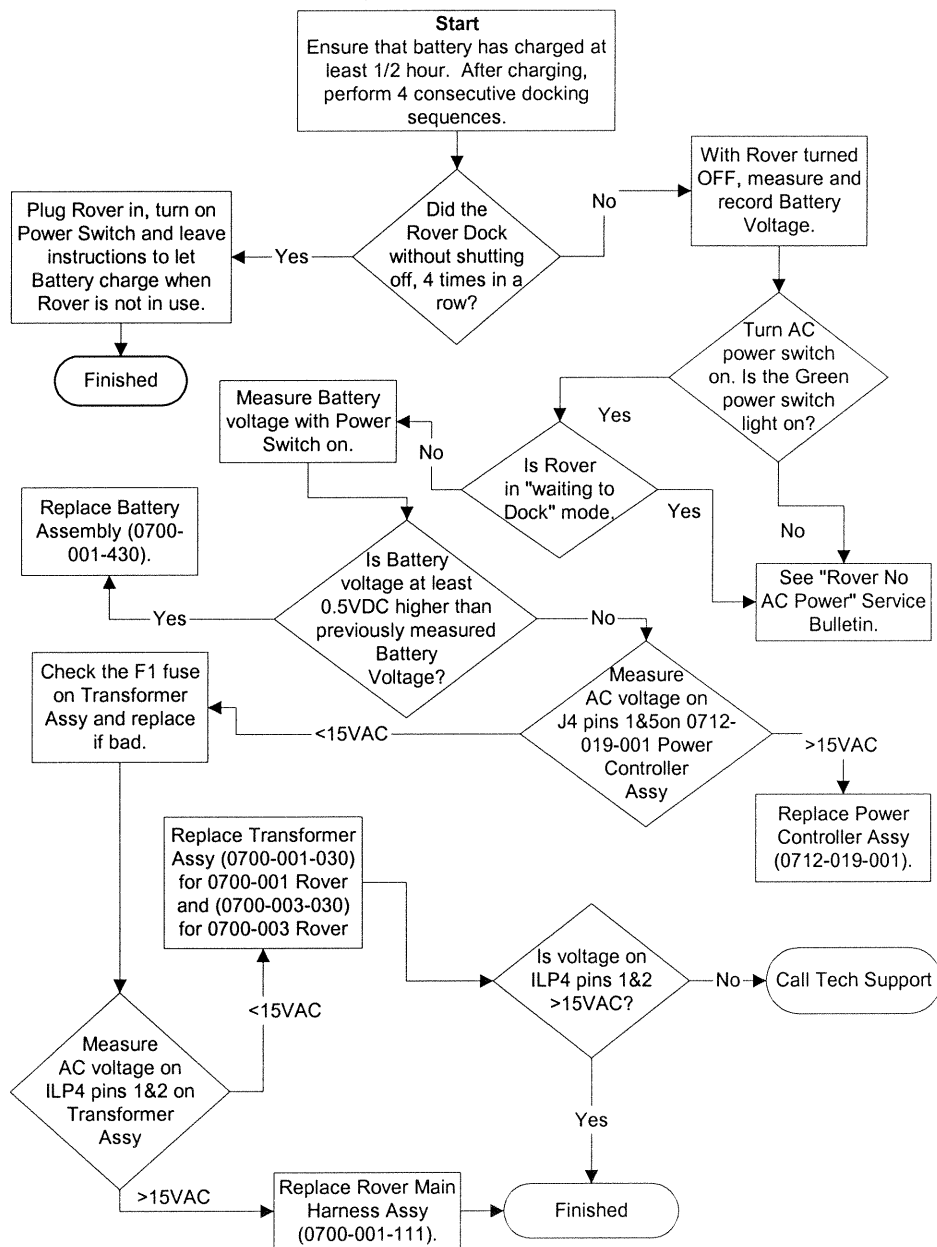 Start
Ensure that battery has charged at
least 1/2 hour. After charging,
perform 4 consecutive docking
sequences.
With Rover turned
OFF, measure and
record Battery
Voltage.
No
Did the
Rover Dock
without shutting
off, 4 times in a
row?
Yes
Plug Rover in, turn on
Power Switch and leave
instructions to let
Battery charge when
Rover is not in use.
Finished
Turn AC
power switch
on. Is the Green
power switch
light on?
Yes
No
Is Rover
in "waiting to
Dock" mode.
Yes
No
See "Rover No
AC Power" Service
Bulletin.
Measure Battery
voltage with Power
Switch on.
Is Battery
voltage at least
0.5VDC higher than
previously measured
Battery
Voltage?
Yes
No
Replace Battery
Assembly (0700-
001-430).
Measure
AC voltage on
J4 pins 1&5on 0712-
019-001 Power
Controller
Assy
<15VAC
>15VAC
Replace Power
Controller Assy
(0712-019-001).
Check the F1 fuse
on Transformer
Assy and replace
if bad.
Measure
AC voltage on
ILP4 pins 1&2 on
Transformer
Assy
<15VAC
>15VAC
Replace Transformer
Assy (0700-001-030)
for 0700-001 Rover
and (0700-003-030)
for 0700-003 Rover
Is voltage on
ILP4 pins 1&2
>15VAC?
No
Call Tech Support
Yes
Replace Rover Main
Harness Assy
(0700-001-111).
Finished